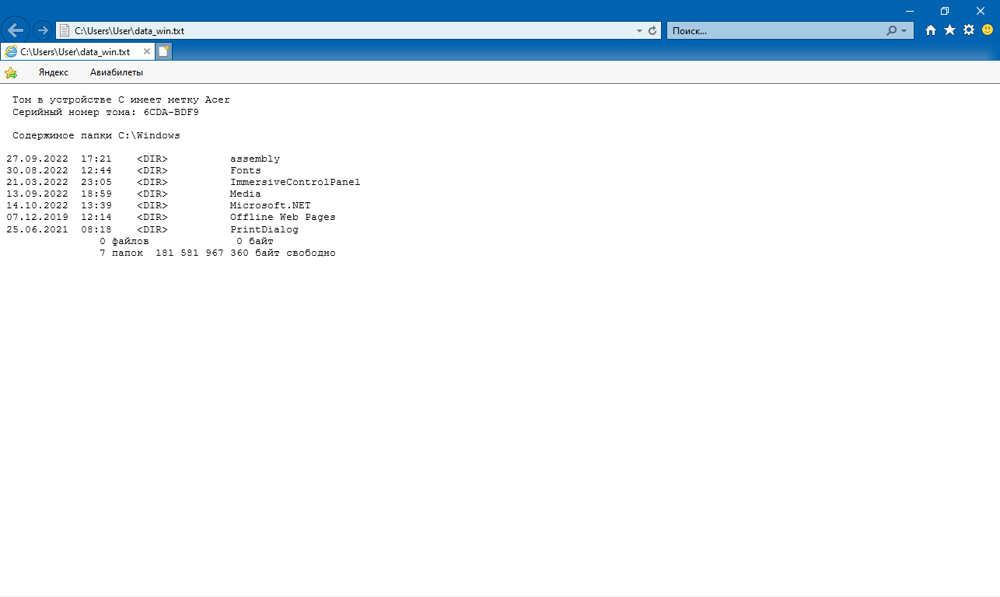 C:\Users\User\data_win.txt
Поиск...
C:\Users\User\data_win.txt
Яндекс Авиабилеты
Том в устройстве C имеет метку Acer
Серийный номер тома: 6CDA-BDF9
Содержимое папки C:\Windows
27.09.2022  17:21    <DIR>          assembly
30.08.2022  12:44    <DIR>          Fonts
21.03.2022  23:05    <DIR>          ImmersiveControlPanel
13.09.2022  18:59    <DIR>          Media
14.10.2022  13:39    <DIR>          Microsoft.NET
07.12.2019  12:14    <DIR>          Offline Web Pages
25.06.2021  08:18    <DIR>          PrintDialog
0 файлов              0 байт
7 папок  181 581 967 360 байт свободно